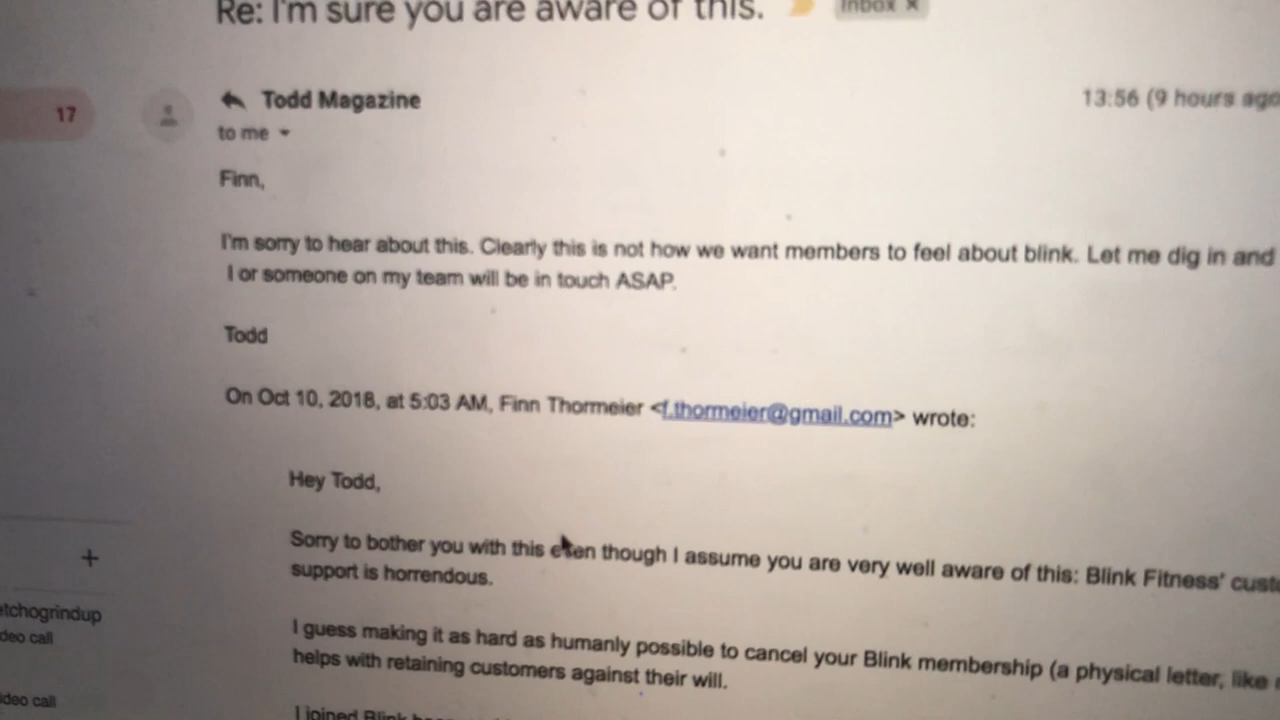 Re: I'm sure you are aware of this.
Inbox ×
17
Todd Magazine
13:56 (9 hours ago
to me
Finn,
I'm sorry to hear about this. Clearly this is not how we want members to feel about blink. Let me dig in and
I or someone on my team will be in touch ASAP.
Todd
On Oct 10, 2018, at 5:03 AM, Finn Thormeier <f.thormeier@gmail.com> wrote:
Hey Todd,
Sorry to bother you with this even though I assume you are very well aware of this: Blink Fitness' custo
support is horrendous.
+
etchogrindup
deo call
I guess making it as hard as humanly possible to cancel your Blink membership (a physical letter, like
helps with retaining customers against their will.
ideo call
I joined Blink